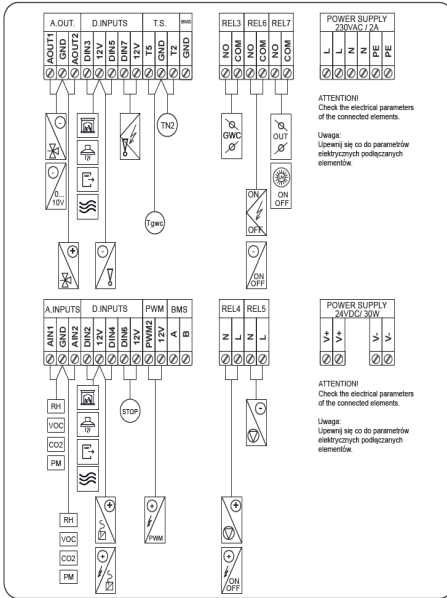 A.OUT.
D.INPUTS
T.S.
BMS
AOUT1
GND
AOUT2
DIN3
12V
DIN5
DIN7
12V
T5
GND
T2
GND
REL3
REL6
REL7
NO
COM
NO
COM
NO
COM
POWER SUPPLY
230VAC / 2A
L
L
N
N
PE
PE
ATTENTION!
Check the electrical parameters
of the connected elements.
Uwaga:
Upewnij się co do parametrów
elektrycznych podłączanych
elementów.
TN2
GWC
OUT
0...
10V
Tgwc
ON
OFF
ON
OFF
ON
OFF
A.INPUTS
D.INPUTS
PWM
BMS
AIN1
GND
AIN2
DIN2
12V
DIN4
DIN6
12V
PWM2
12V
A
B
REL4
REL5
N
L
N
L
POWER SUPPLY
24VDC/ 30W
V+
V+
V-
V-
ATTENTION!
Check the electrical parameters
of the connected elements.
Uwaga:
Upewnij się co do parametrów
elektrycznych podłączanych
elementów.
RH
VOC
CO2
PM
STOP
RH
VOC
CO2
PM
PWM
ON
OFF